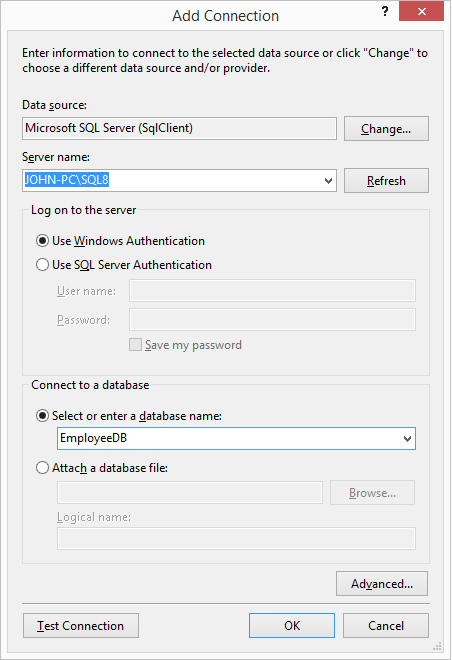 Add Connection
?
Enter information to connect to the selected data source or click "Change" to
choose a different data source and/or provider.
Data source:
Microsoft SQL Server (SqlClient)
Change...
Server name:
JOHN-PC\SQL8
Refresh
Log on to the server
Use Windows Authentication
Use SQL Server Authentication
User name:
Password:
Save my password
Connect to a database
Select or enter a database name:
EmployeeDB
Attach a database file:
Browse...
Logical name:
Advanced...
Test Connection
OK
Cancel